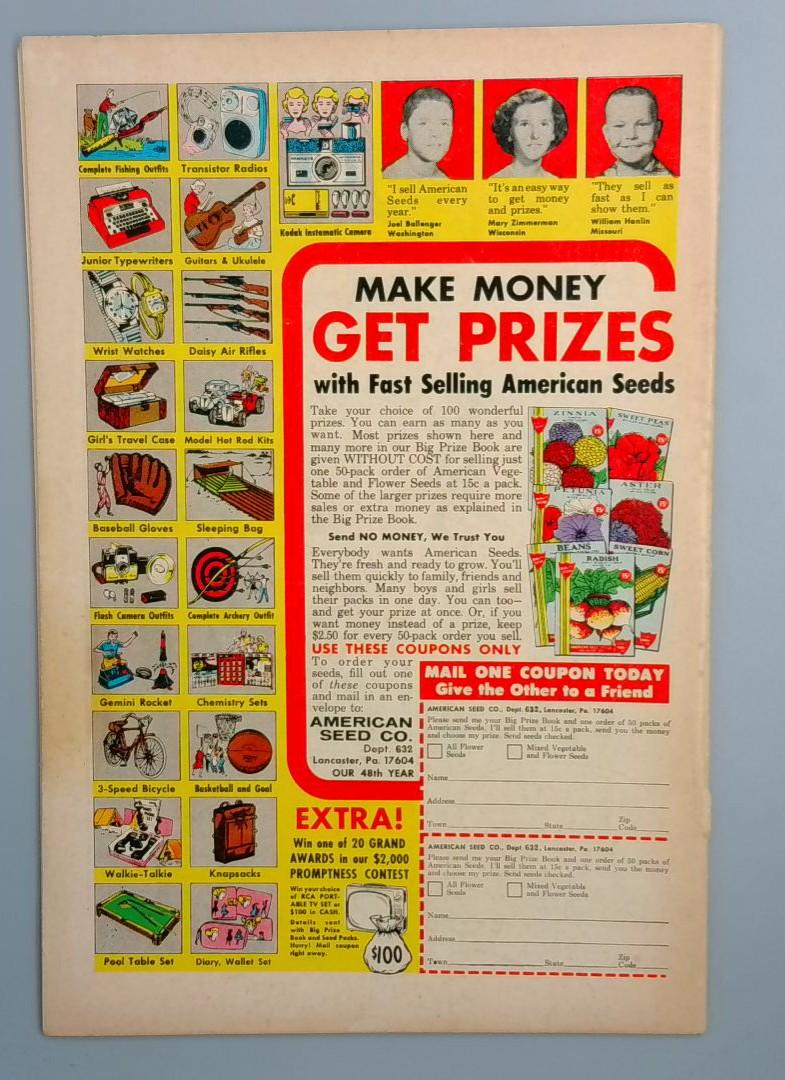 Complete Fishing Outfits
Transistor Radios
Junior Typewriters
Guitars & Ukulele
Kodak Instamatic Camera
Wrist Watches
Daisy Air Rifles
Girl's Travel Case
Model Hot Rod Kits
Baseball Gloves
Sleeping Bag
Flash Camera Outfits
Complete Archery Outfit
Gemini Rocket
Chemistry Sets
3-Speed Bicycle
Basketball and Goal
Walkie-Talkie
Knapsacks
Pool Table Set
Diary, Wallet Set
"I sell American
Seeds every
year."
Joel Ballenger
Washington
"It's an easy way
to get money
and prizes."
Mary Zimmerman
Wisconsin
"They sell as
fast as I can
show them."
William Hanlin
Missouri
MAKE MONEY
GET PRIZES
with Fast Selling American Seeds
Take your choice of 100 wonderful
prizes. You can earn as many as you
want. Most prizes shown here and
many more in our Big Prize Book are
given WITHOUT COST for selling just
one 50-pack order of American Vege-
table and Flower Seeds at 15c a pack.
Some of the larger prizes require more
sales or extra money as explained in
the Big Prize Book.
Send NO MONEY, We Trust You
Everybody wants American Seeds.
They're fresh and ready to grow. You'll
sell them quickly to family, friends and
neighbors. Many boys and girls sell
their packs in one day. You can too—
and get your prize at once. Or, if you
want money instead of a prize, keep
$2.50 for every 50-pack order you sell.
USE THESE COUPONS ONLY
To order your
seeds, fill out one
of these coupons
and mail in an en-
velope to:
AMERICAN
SEED CO.
Dept. 632
Lancaster, Pa. 17604
OUR 48th YEAR
ZINNIA
SWEET PEAS
PETUNIA
ASTER
BEANS
SWEET CORN
RADISH
MAIL ONE COUPON TODAY
Give the Other to a Friend
AMERICAN SEED CO., Dept. 632, Lancaster, Pa. 17604
Please send me your Big Prize Book and one order of 50 packs of
American Seeds. I'll sell them at 15c a pack, send you the money
and choose my prize. Send seeds checked.
All Flower
Seeds
Mixed Vegetable
and Flower Seeds
Name
Address
Town State Zip Code
AMERICAN SEED CO., Dept. 632, Lancaster, Pa. 17604
Please send me your Big Prize Book and one order of 50 packs of
American Seeds. I'll sell them at 15c a pack, send you the money
and choose my prize. Send seeds checked.
All Flower
Seeds
Mixed Vegetable
and Flower Seeds
Name
Address
Town State Zip Code
EXTRA!
Win one of 20 GRAND
AWARDS in our $2,000
PROMPTNESS CONTEST
Win your choice
of RCA PORT-
ABLE TV SET or
$100 in CASH.
Details sent
with Big Prize
Book and Seed Packs.
Hurry! Mail coupon
right away.
$100